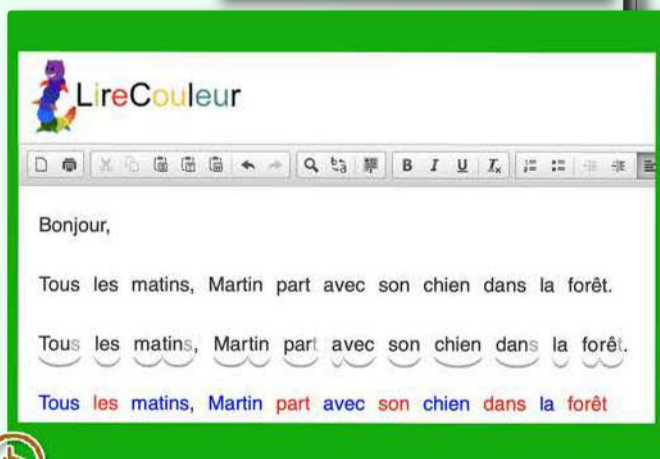 LireCouleur
B I U Tx
Bonjour,
Tous les matins, Martin part avec son chien dans la forêt.
Tous les matins, Martin part avec son chien dans la forêt.
Tous les matins, Martin part avec son chien dans la forêt